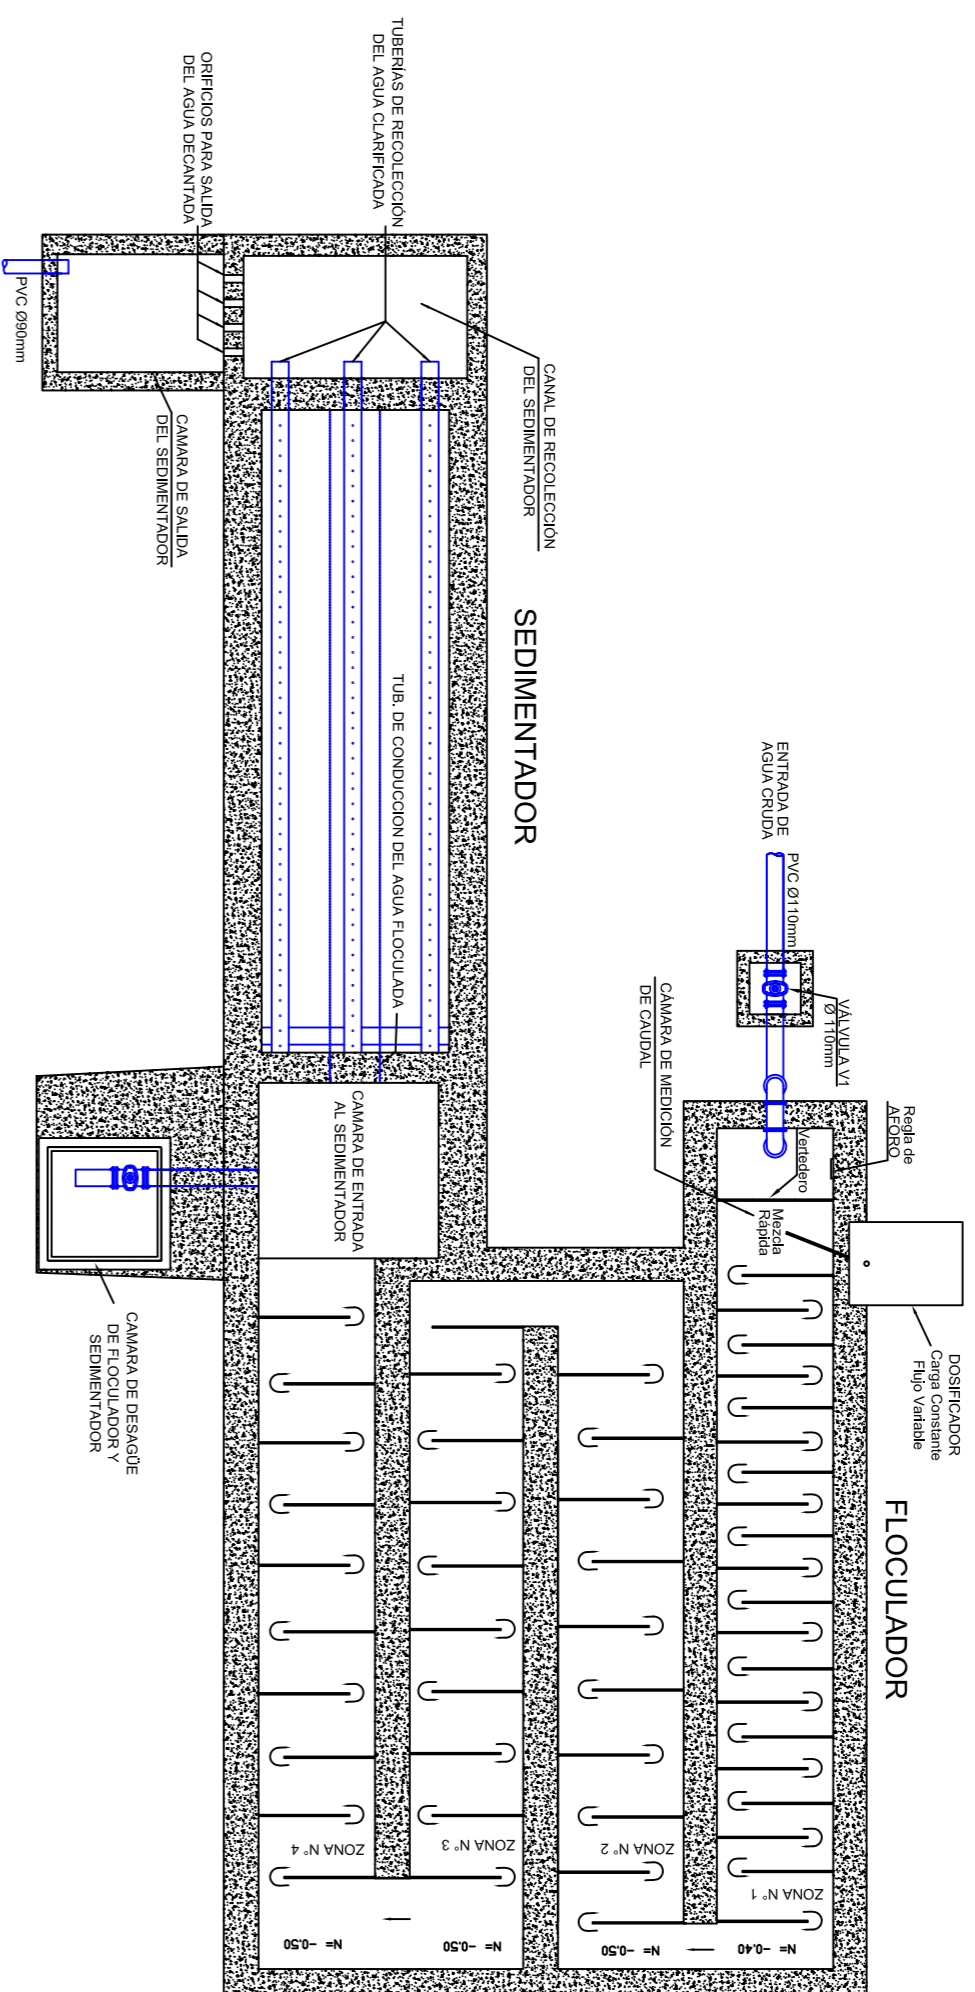 TUBERÍAS DE RECOLECCIÓN
DEL AGUA CLARIFICADA
ORIFICIOS PARA SALIDA
DEL AGUA DECANTADA
PVC Ø90mm
CAMARA DE SALIDA
DEL SEDIMENTADOR
CANAL DE RECOLECCIÓN
DEL SEDIMENTADOR
SEDIMENTADOR
TUB. DE CONDUCCION DEL AGUA FLOCULADA
ENTRADA DE
AGUA CRUDA
PVC Ø110mm
VÁLVULA V1
Ø 110mm
CÁMARA DE MEDICIÓN
DE CAUDAL
Regla de
AFORO
Vertedero
Mezcla
Rápida
DOSIFICADOR
Carga Constante
Flujo Variable
CAMARA DE ENTRADA
AL SEDIMENTADOR
CAMARA DE DESAGÜE
DE FLOCULADOR Y
SEDIMENTADOR
FLOCULADOR
ZONA N° 1
ZONA N° 2
ZONA N° 3
ZONA N° 4
N= -0.40
N= -0.50
N= -0.50
N= -0.50